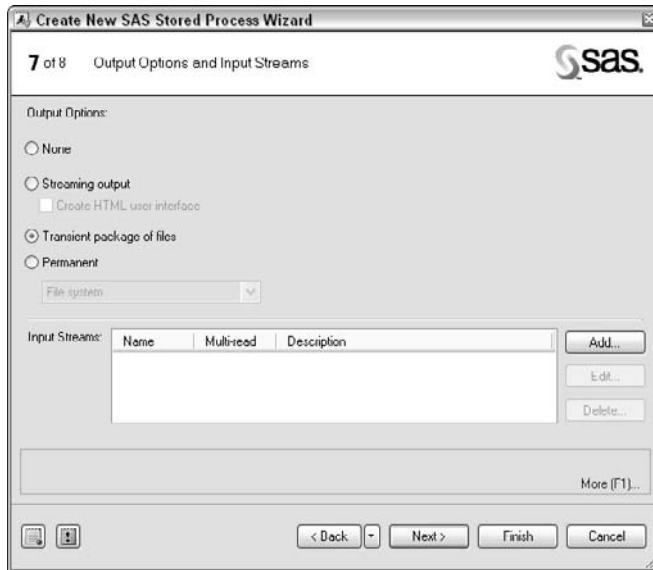 Create New SAS Stored Process Wizard
7 of 8 Output Options and Input Streams
sas.
Output Options:
None
Streaming output
Create HTML user interface
Transient package of files
Permanent
File system
Input Streams:
Name Multi-read Description
Add...
Edit...
Delete...
More (F1)...
< Back
Next >
Finish
Cancel